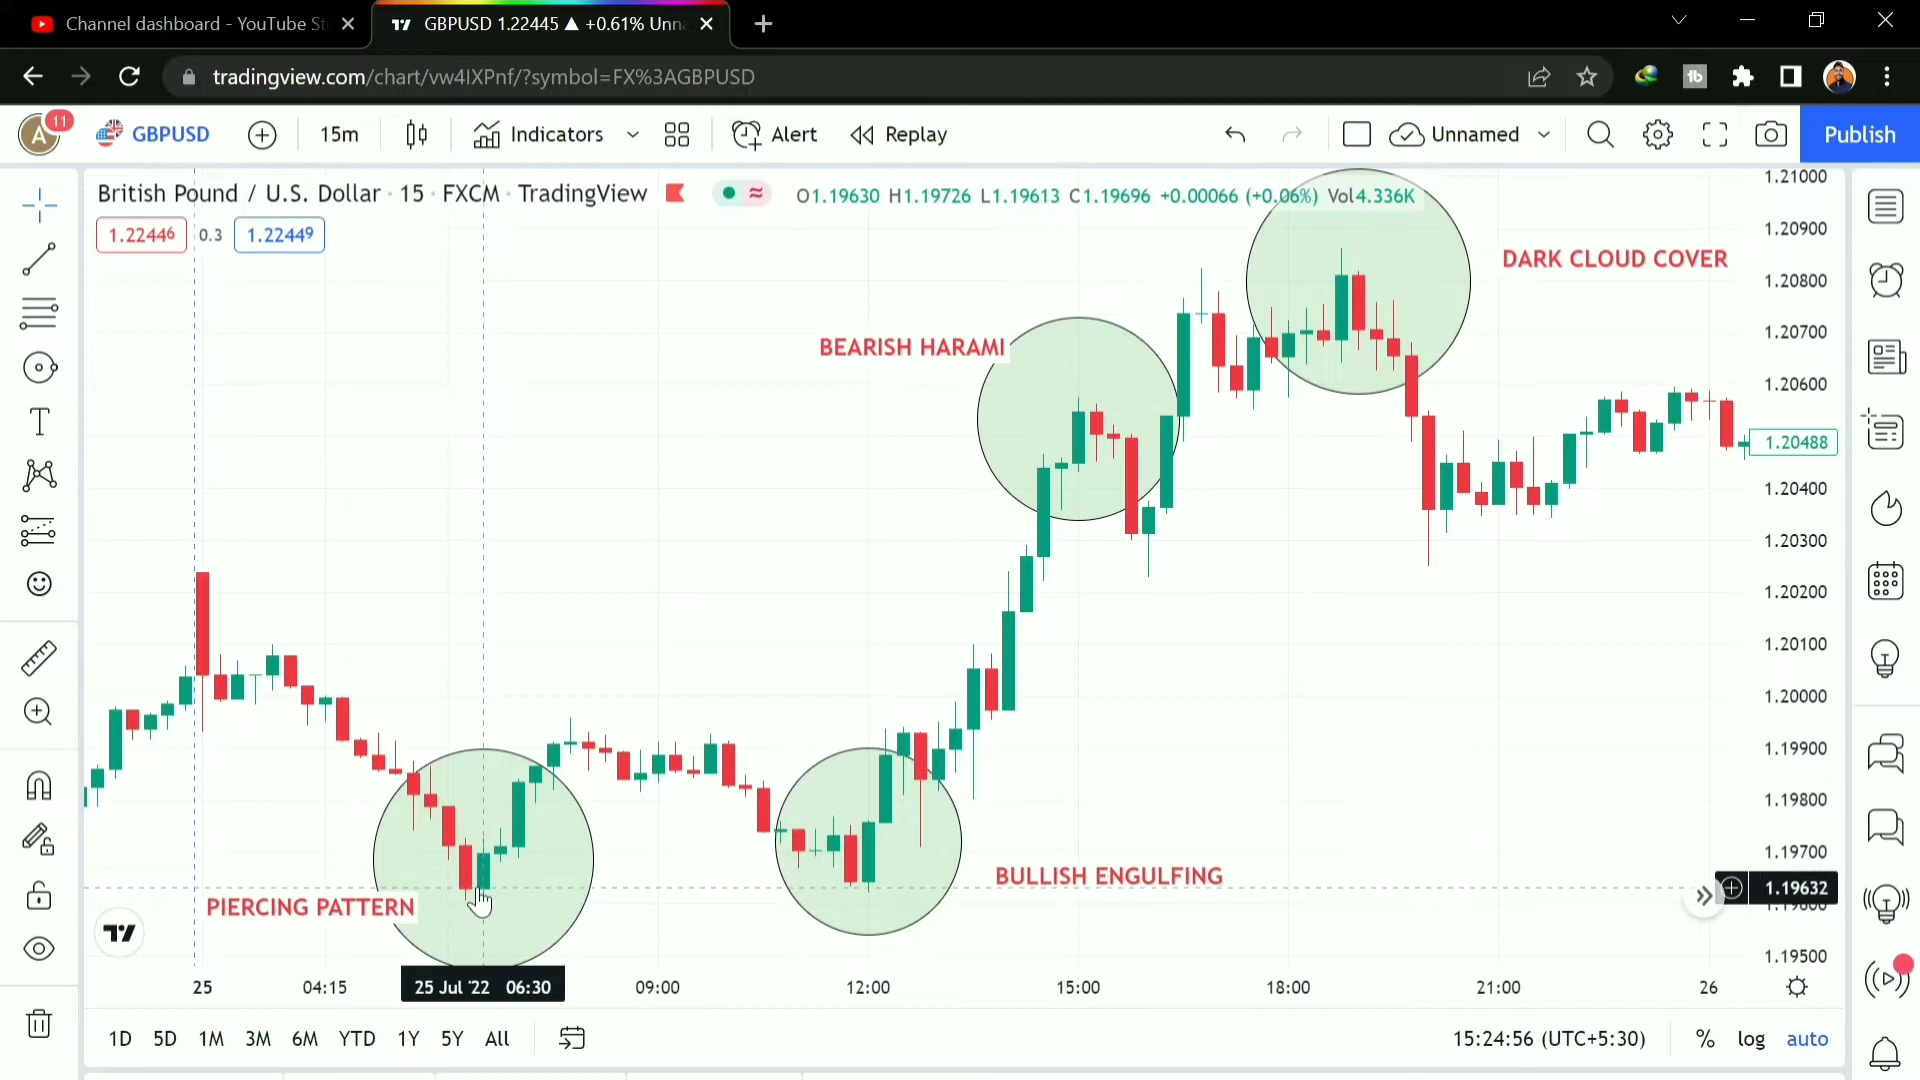 Channel dashboard - YouTube St
GBPUSD 1.22445 ▲ +0.61% Unna
tradingview.com/chart/vw4IXPnf/?symbol=FX%3AGBPUSD
A 11 GBPUSD 15m Indicators Alert Replay Unnamed Publish
British Pound / U.S. Dollar · 15 · FXCM · TradingView O1.19630 H1.19726 L1.19613 C1.19696 +0.00066 (+0.06%) Vol4.336K
1.22446 0.3 1.22449
DARK CLOUD COVER
BEARISH HARAMI
BULLISH ENGULFING
PIERCING PATTERN
1.21000
1.20900
1.20800
1.20700
1.20600
1.20488
1.20400
1.20300
1.20200
1.20100
1.20000
1.19900
1.19800
1.19700
1.19632
1.19600
1.19500
25 04:15 25 Jul '22 06:30 09:00 12:00 15:00 18:00 21:00 26
1D 5D 1M 3M 6M YTD 1Y 5Y All 15:24:56 (UTC+5:30) % log auto